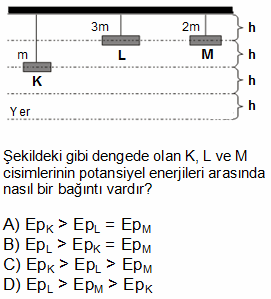 3m 2m h
L M h
m
K h
Yer h
Şekildeki gibi dengede olan K, L ve M
cisimlerinin potansiyel enerjileri arasında
nasıl bir bağıntı vardır?
A) EpK > EpL = EpM
B) EpL > EpK = EpM
C) EpK > EpL > EpM
D) EpL > EpM > EpK